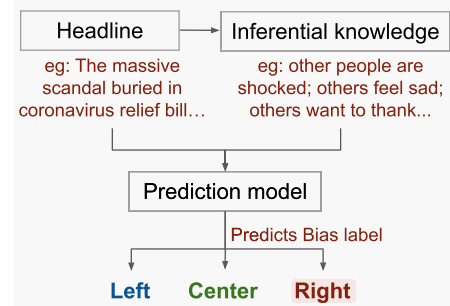 Headline
Inferential knowledge
eg: The massive
scandal buried in
coronavirus relief bill…
eg: other people are
shocked; others feel sad;
others want to thank...
Prediction model
Predicts Bias label
Left
Center
Right